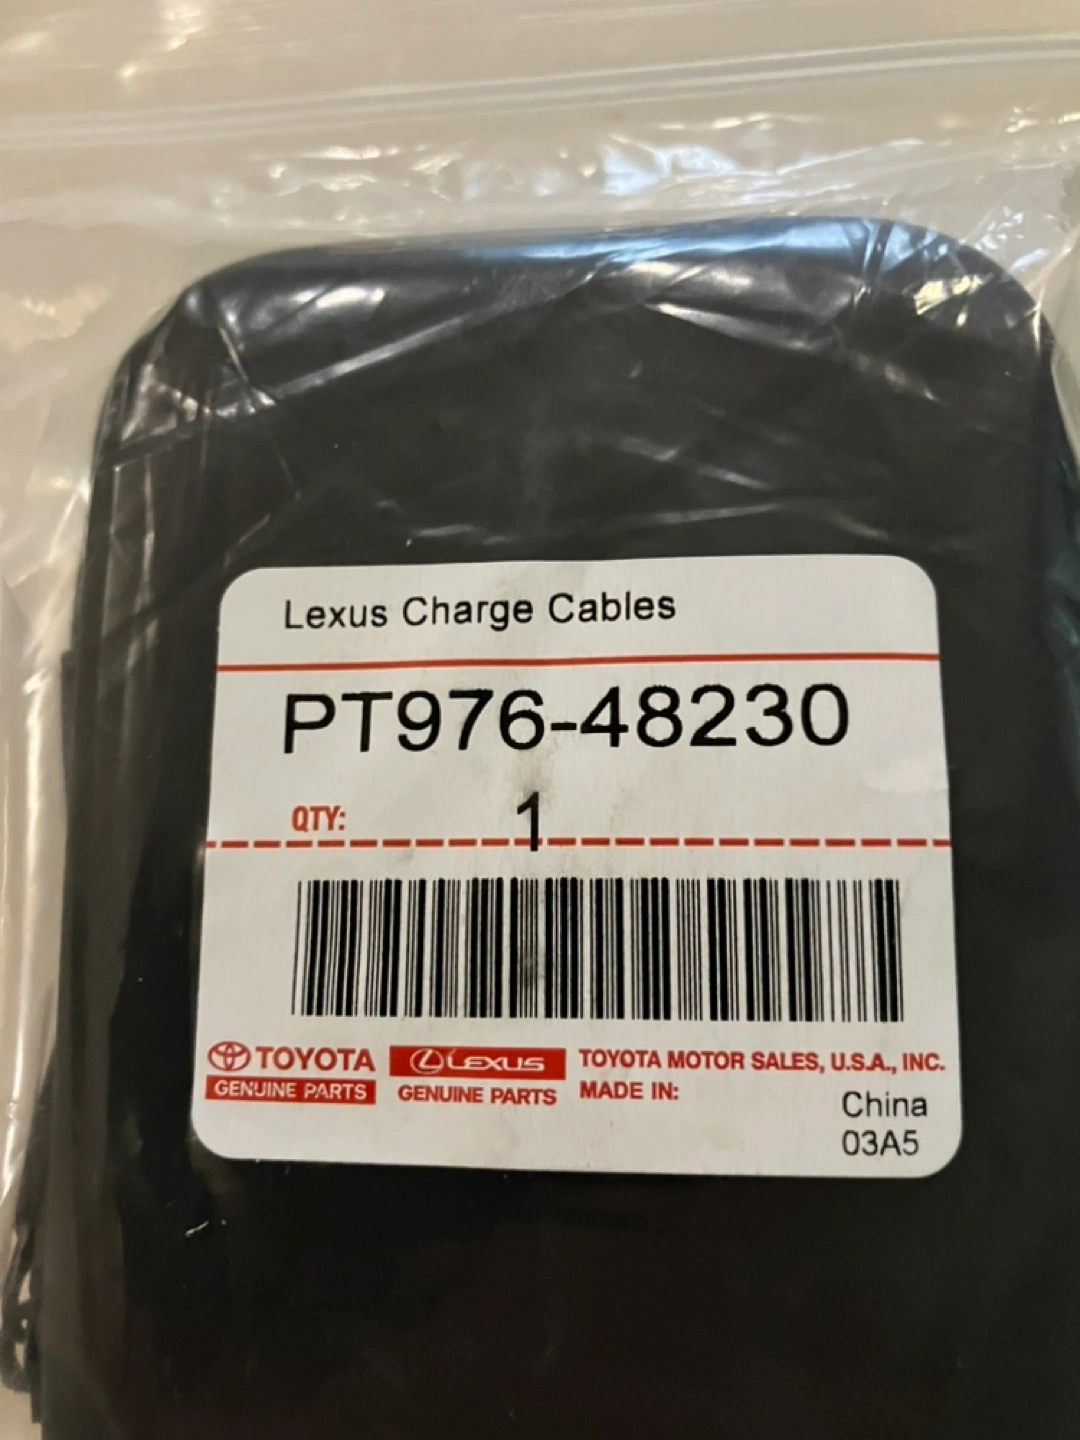 Lexus Charge Cables
PT976-48230
QTY: 1
TOYOTA LEXUS TOYOTA MOTOR SALES, U.S.A., INC.
GENUINE PARTS GENUINE PARTS MADE IN:
China
03A5